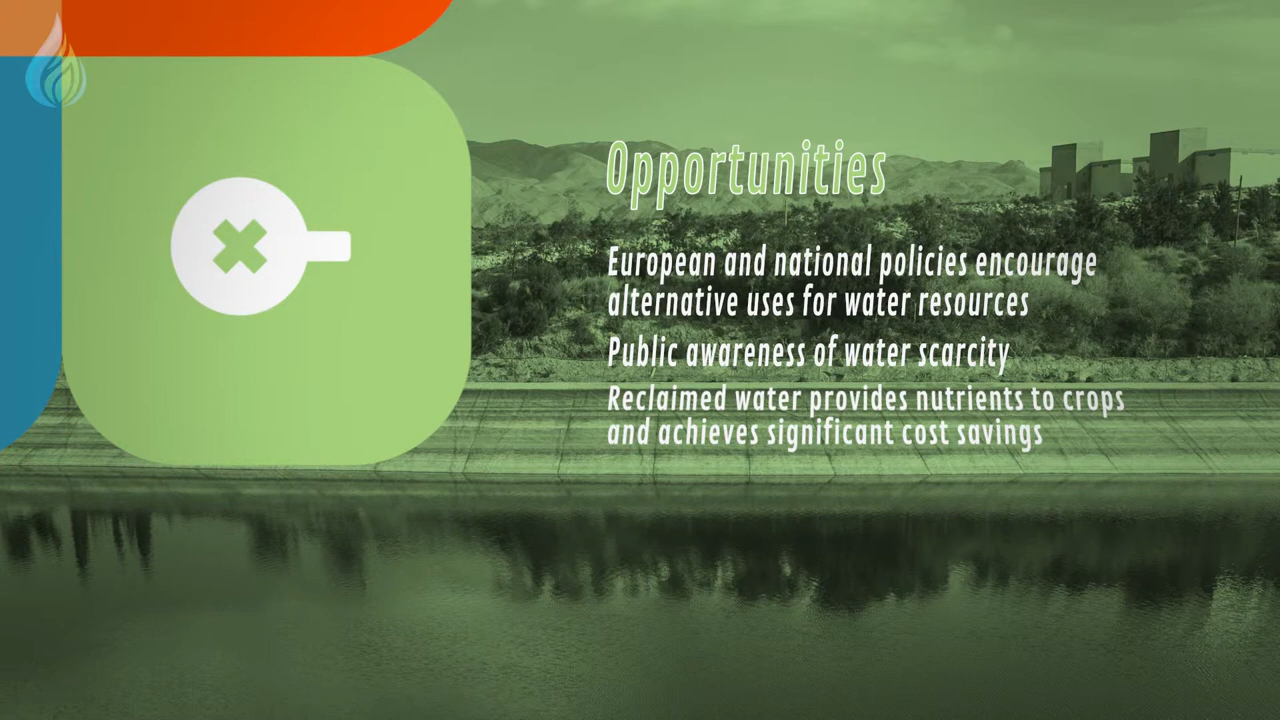 Opportunities
European and national policies encourage
alternative uses for water resources
Public awareness of water scarcity
Reclaimed water provides nutrients to crops
and achieves significant cost savings